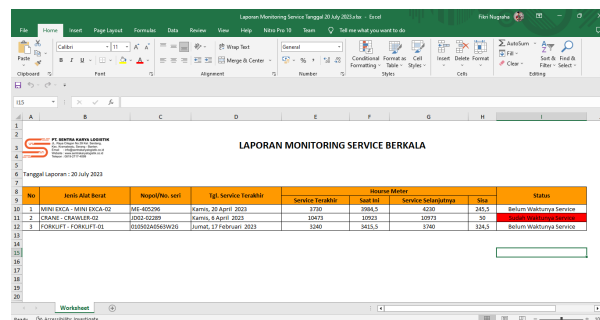 Laporan Monitoring Service Tanggal 20 July 2023.xlsx - Excel
Fikri Nugraha
File Home Insert Page Layout Formulas Data Review View Help Nitro Pro 10 Team Tell me what you want to do
Paste
Calibri 11
Wrap Text
Merge & Center
General
Conditional Formatting
Format as Table
Cell Styles
Insert Delete Format
AutoSum
Fill
Clear
Sort & Filter
Find & Select
Clipboard Font Alignment Number Styles Cells Editing
I15
A B C D E F G H I
PT. SENTRA KARYA LOGISTIK
LAPORAN MONITORING SERVICE BERKALA
Tanggal Laporan : 20 July 2023
No Jenis Alat Berat Nopol/No. seri Tgl. Service Terakhir Hourse Meter Status
Service Terakhir Saat Ini Service Selanjutnya Sisa
1 MINI EXCA - MINI EXCA-02 ME-405296 Kamis, 20 April 2023 3730 3984,5 4230 245,5 Belum Waktunya Service
2 CRANE - CRAWLER-02 JD02-02289 Kamis, 6 April 2023 10473 10923 10973 50 Sudah Waktunya Service
3 FORKLIFT - FORKLIFT-01 010502A0563W2G Jumat, 17 Februari 2023 3240 3415,5 3740 324,5 Belum Waktunya Service
Worksheet
Ready Accessibility: Investigate